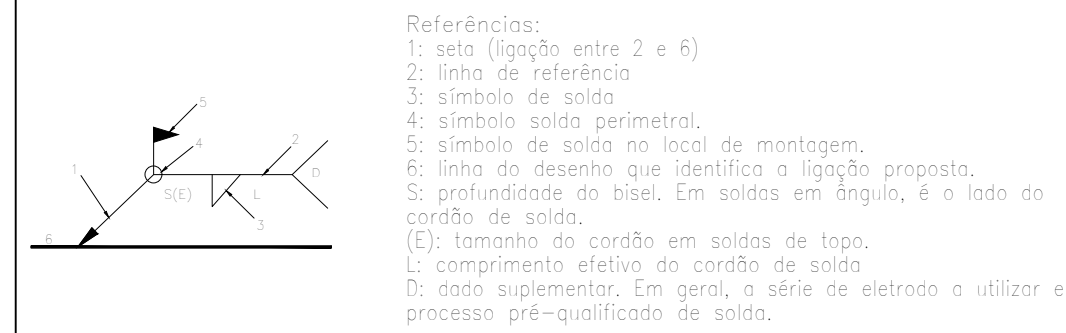 5
4
2
1
D
S(E)
L
3
6
Referências:
1: seta (ligação entre 2 e 6)
2: linha de referência
3: símbolo de solda
4: símbolo solda perimetral.
5: símbolo de solda no local de montagem.
6: linha do desenho que identifica a ligação proposta.
S: profundidade do bisel. Em soldas em ângulo, é o lado do
cordão de solda.
(E): tamanho do cordão em soldas de topo.
L: comprimento efetivo do cordão de solda
D: dado suplementar. Em geral, a série de eletrodo a utilizar e
processo pré-qualificado de solda.